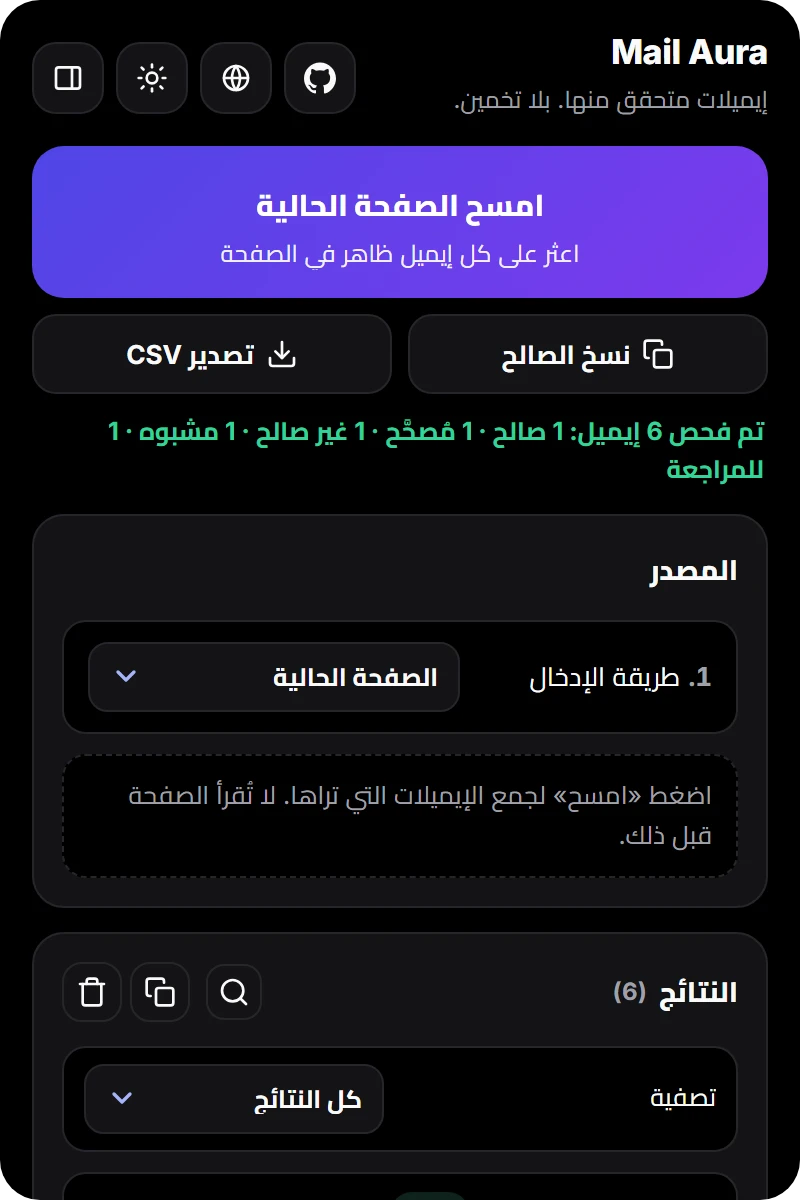 Mail Aura
إيميلات متحقق منها. بلا تخمين.
امسح الصفحة الحالية
اعثر على كل إيميل ظاهر في الصفحة
نسخ الصالح
تصدير CSV
تم فحص 6 إيميل: 1 صالح · 1 مُصحَّح · 1 غير صالح · 1 مشبوه · 1
للمراجعة
المصدر
1. طريقة الإدخال
الصفحة الحالية
اضغط «امسح» لجمع الإيميلات التي تراها. لا تُقرأ الصفحة
قبل ذلك.
النتائج (6)
تصفية
كل النتائج